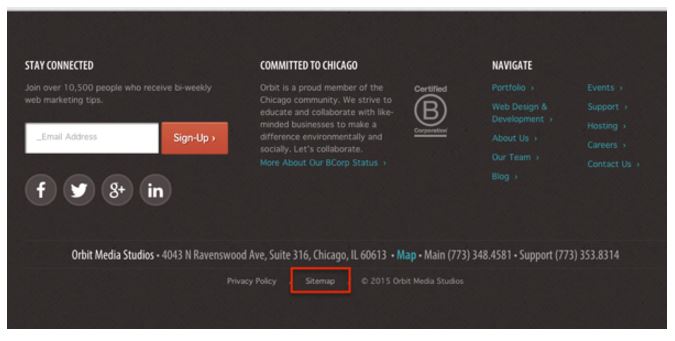 STAY CONNECTED
Join over 10,500 people who receive bi-weekly
web marketing tips.
_Email Address
Sign-Up ›
f
g+
in
COMMITTED TO CHICAGO
Orbit is a proud member of the
Chicago community. We strive to
educate and collaborate with like-
minded businesses to make a
difference environmentally and
socially. Let's collaborate.
More About Our BCorp Status ›
Certified
B
Corporation
NAVIGATE
Portfolio ›
Web Design &
Development ›
About Us ›
Our Team ›
Blog ›
Events ›
Support ›
Hosting ›
Careers ›
Contact Us ›
Orbit Media Studios • 4043 N Ravenswood Ave, Suite 316, Chicago, IL 60613 • Map • Main (773) 348.4581 • Support (773) 353.8314
Privacy Policy Sitemap © 2015 Orbit Media Studios